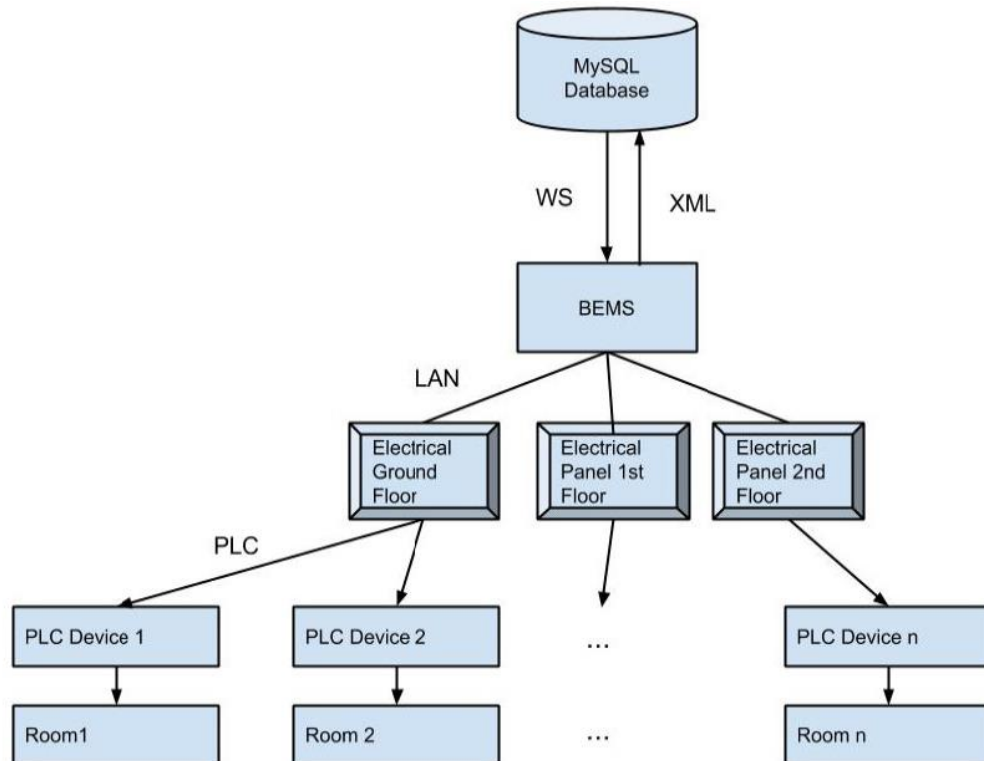 MySQL
Database
WS
XML
BEMS
LAN
Electrical
Ground
Floor
Electrical
Panel 1st
Floor
Electrical
Panel 2nd
Floor
PLC
PLC Device 1
PLC Device 2
...
PLC Device n
Room1
Room 2
...
Room n